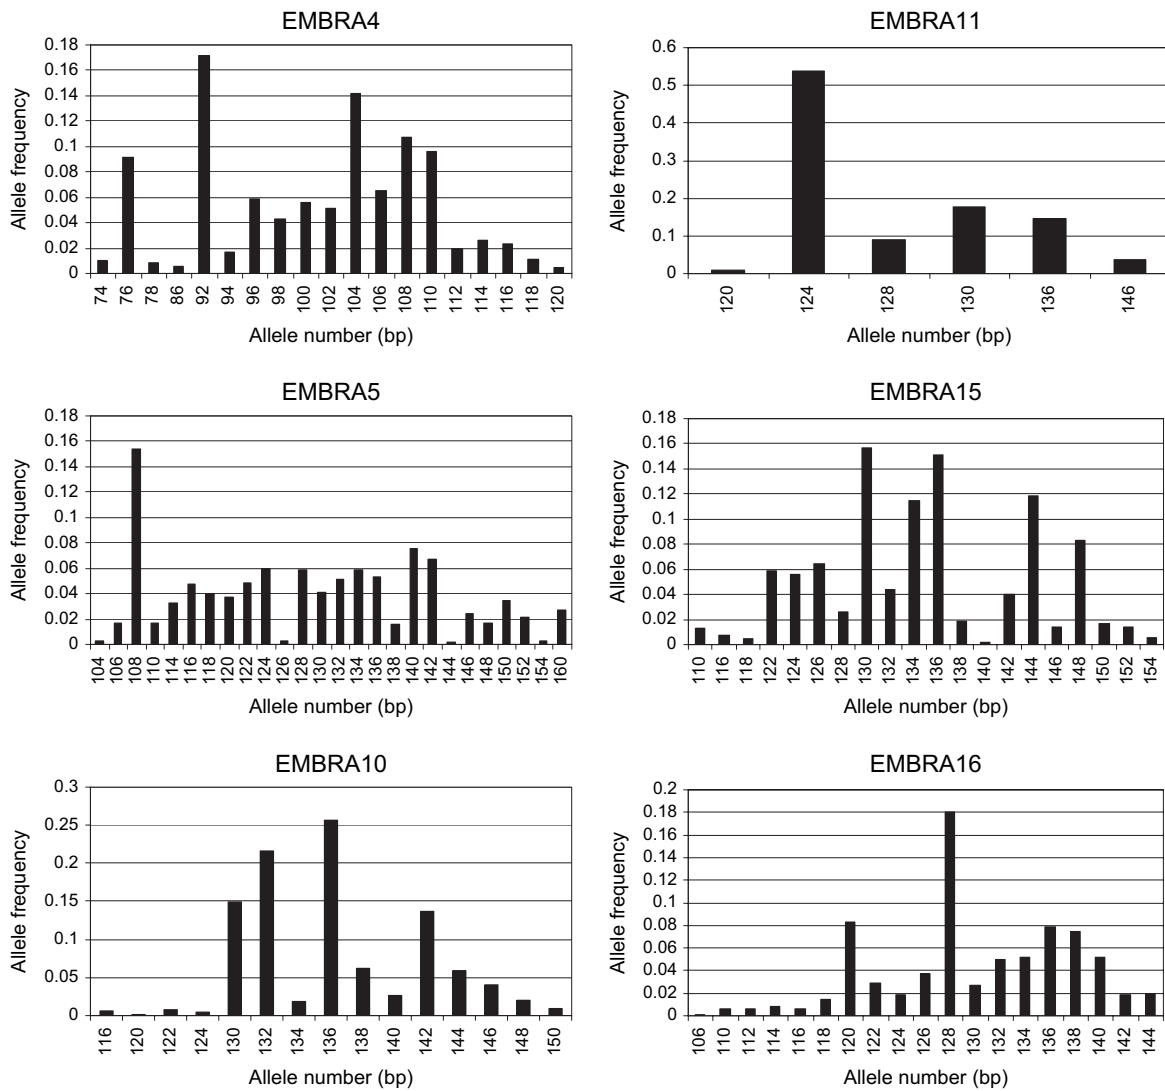 EMBRA4
Allele frequency
0.18
0.16
0.14
0.12
0.1
0.08
0.06
0.04
0.02
0
74 76 78 86 92 94 96 98 100 102 104 106 108 110 112 114 116 118 120
Allele number (bp)
EMBRA11
Allele frequency
0.6
0.5
0.4
0.3
0.2
0.1
0
120 124 128 130 136 146
Allele number (bp)
EMBRA5
Allele frequency
0.18
0.16
0.14
0.12
0.1
0.08
0.06
0.04
0.02
0
104 106 108 110 114 116 118 120 122 124 126 128 130 132 134 136 138 140 142 144 146 148 150 152 154 160
Allele number (bp)
EMBRA15
Allele frequency
0.18
0.16
0.14
0.12
0.1
0.08
0.06
0.04
0.02
0
110 116 118 122 124 126 128 130 132 134 136 138 140 142 144 146 148 150 152 154
Allele number (bp)
EMBRA10
Allele frequency
0.3
0.25
0.2
0.15
0.1
0.05
0
116 120 122 124 130 132 134 136 138 140 142 144 146 148 150
Allele number (bp)
EMBRA16
Allele frequency
0.2
0.18
0.16
0.14
0.12
0.1
0.08
0.06
0.04
0.02
0
106 110 112 114 116 118 120 122 124 126 128 130 132 134 136 138 140 142 144
Allele number (bp)